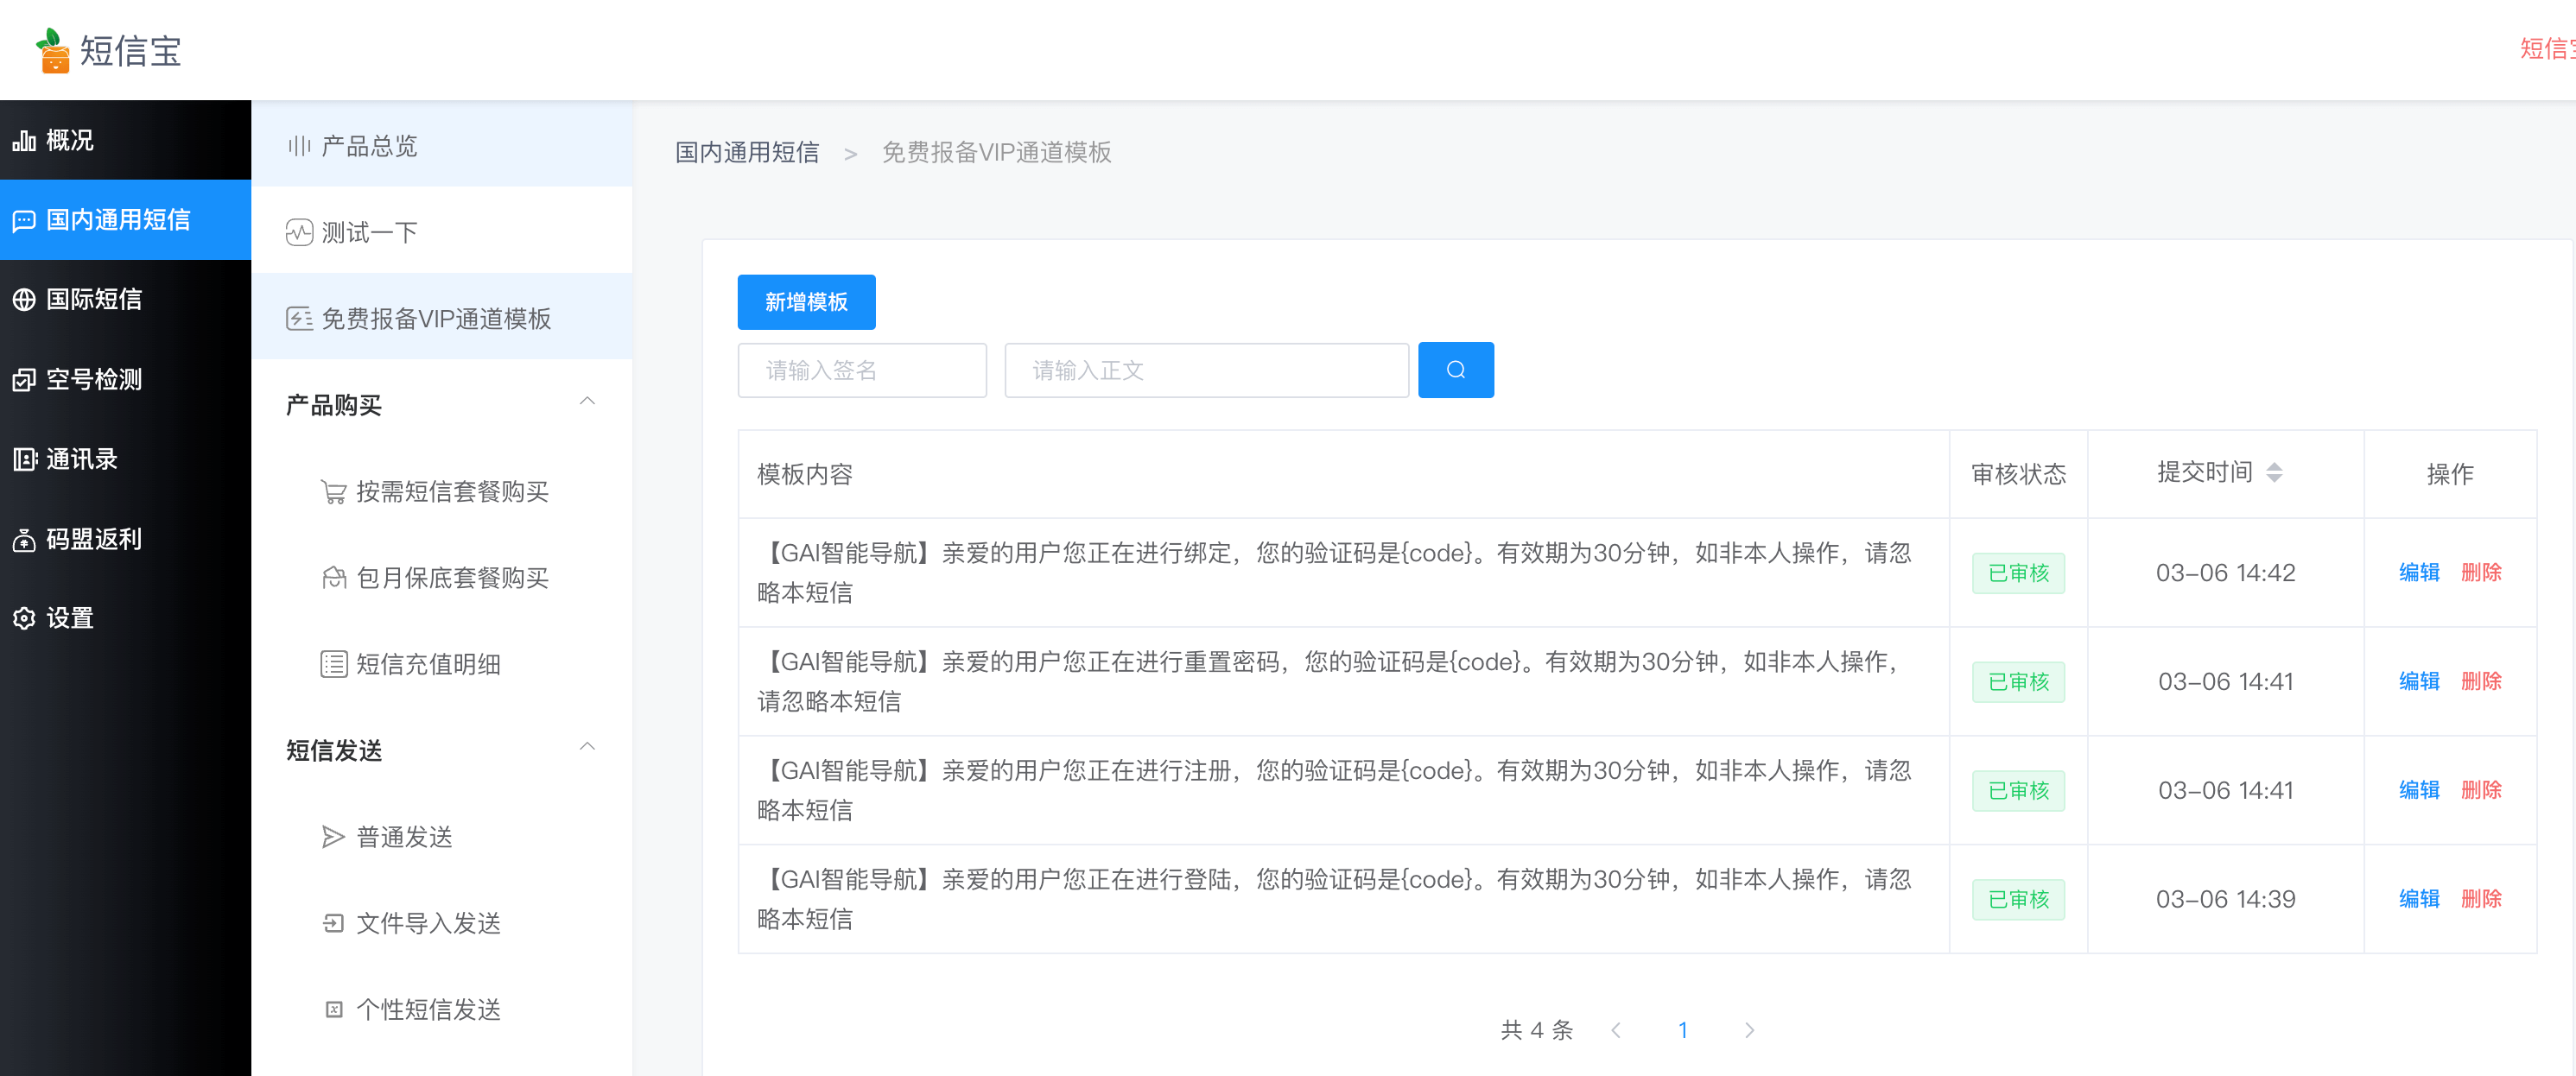 短信宝
短信
概况
国内通用短信
国际短信
空号检测
通讯录
码盟返利
设置
产品总览
测试一下
免费报备VIP通道模板
产品购买
按需短信套餐购买
包月保底套餐购买
短信充值明细
短信发送
普通发送
文件导入发送
个性短信发送
国内通用短信 > 免费报备VIP通道模板
新增模板
请输入签名 请输入正文
模板内容 审核状态 提交时间 操作
【GAI智能导航】亲爱的用户您正在进行绑定，您的验证码是{code}。有效期为30分钟，如非本人操作，请忽
略本短信
已审核 03-06 14:42 编辑 删除
【GAI智能导航】亲爱的用户您正在进行重置密码，您的验证码是{code}。有效期为30分钟，如非本人操作，
请忽略本短信
已审核 03-06 14:41 编辑 删除
【GAI智能导航】亲爱的用户您正在进行注册，您的验证码是{code}。有效期为30分钟，如非本人操作，请忽
略本短信
已审核 03-06 14:41 编辑 删除
【GAI智能导航】亲爱的用户您正在进行登陆，您的验证码是{code}。有效期为30分钟，如非本人操作，请忽
略本短信
已审核 03-06 14:39 编辑 删除
共 4 条 1